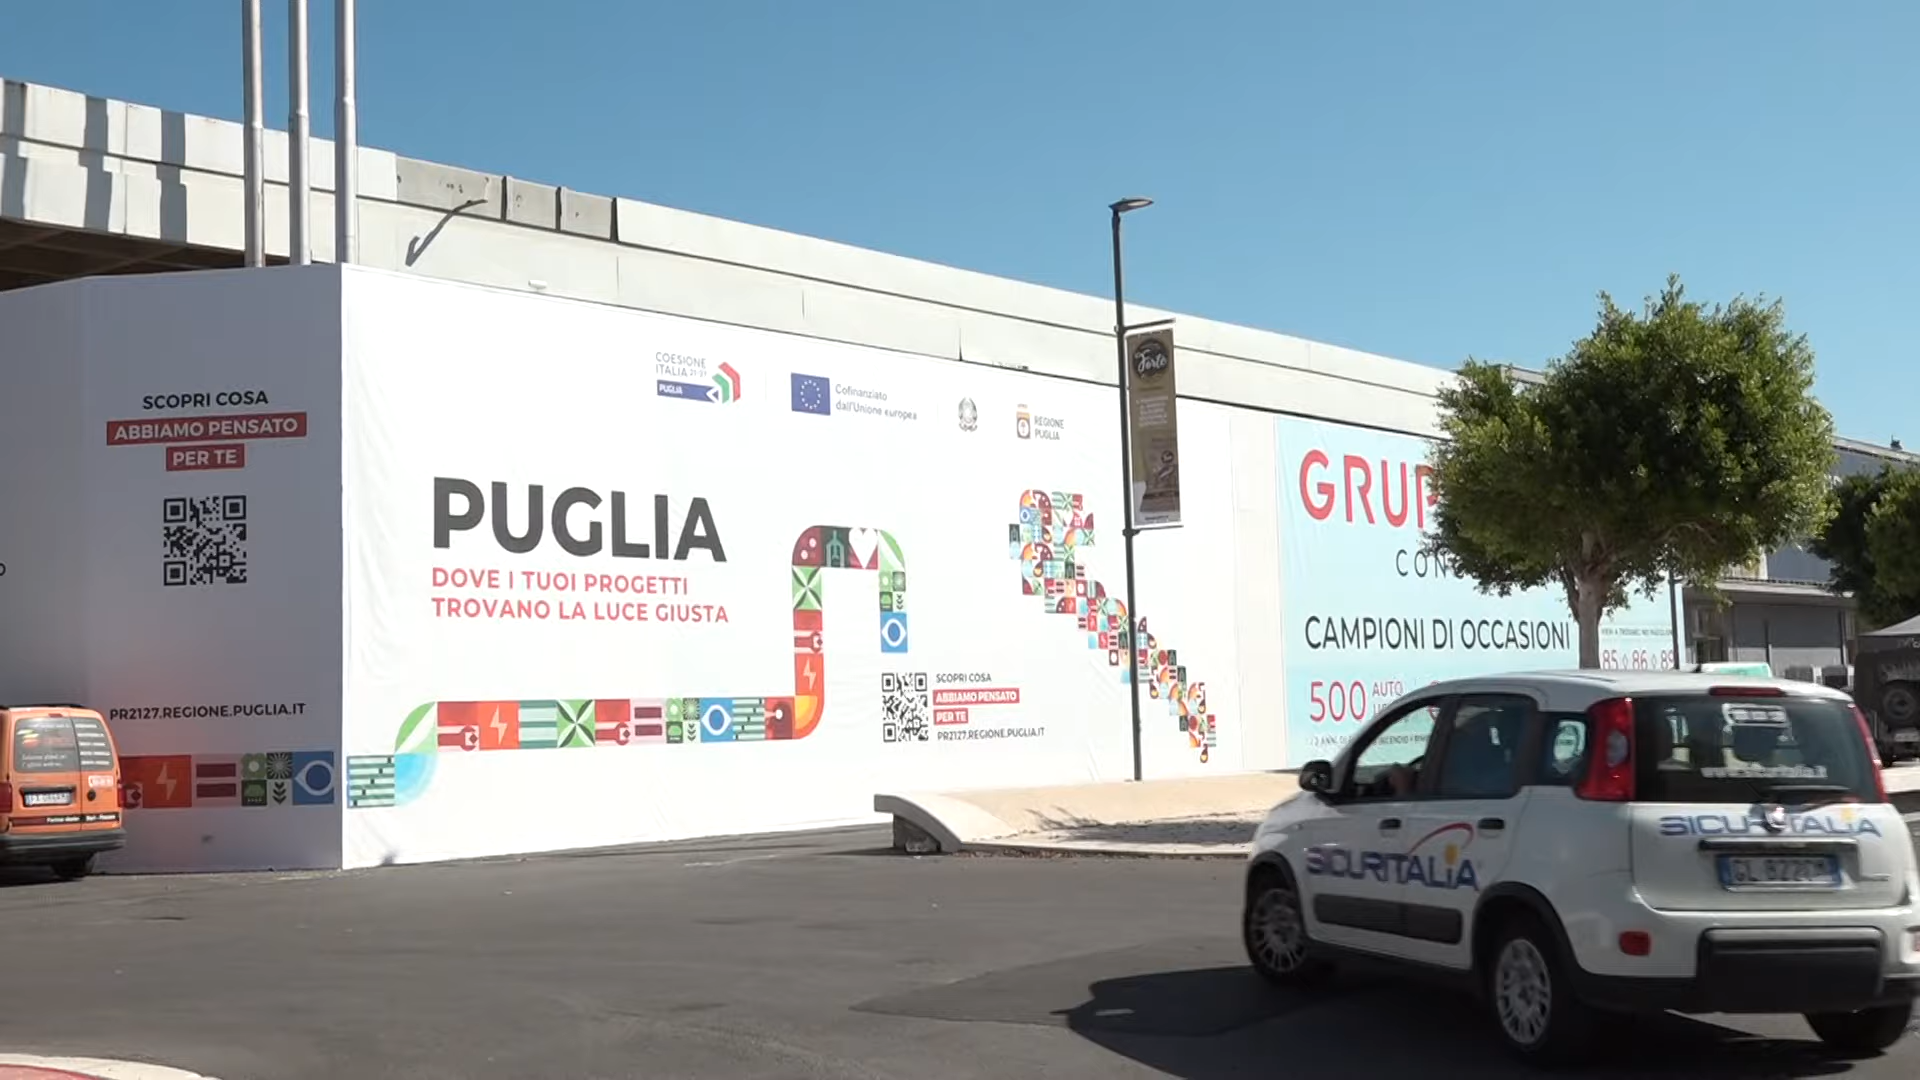 SCOPRI COSA
ABBIAMO PENSATO
PER TE
PR2127.REGIONE.PUGLIA.IT
COESIONE
ITALIA 21-27
PUGLIA
Cofinanziato
dall'Unione europea
REGIONE
PUGLIA
PUGLIA
DOVE I TUOI PROGETTI
TROVANO LA LUCE GIUSTA
SCOPRI COSA
ABBIAMO PENSATO
PER TE
PR2127.REGIONE.PUGLIA.IT
Forte
CAMPIONI DI OCCASIONI
500 AUTO
SICURITALIA
SICURITALIA